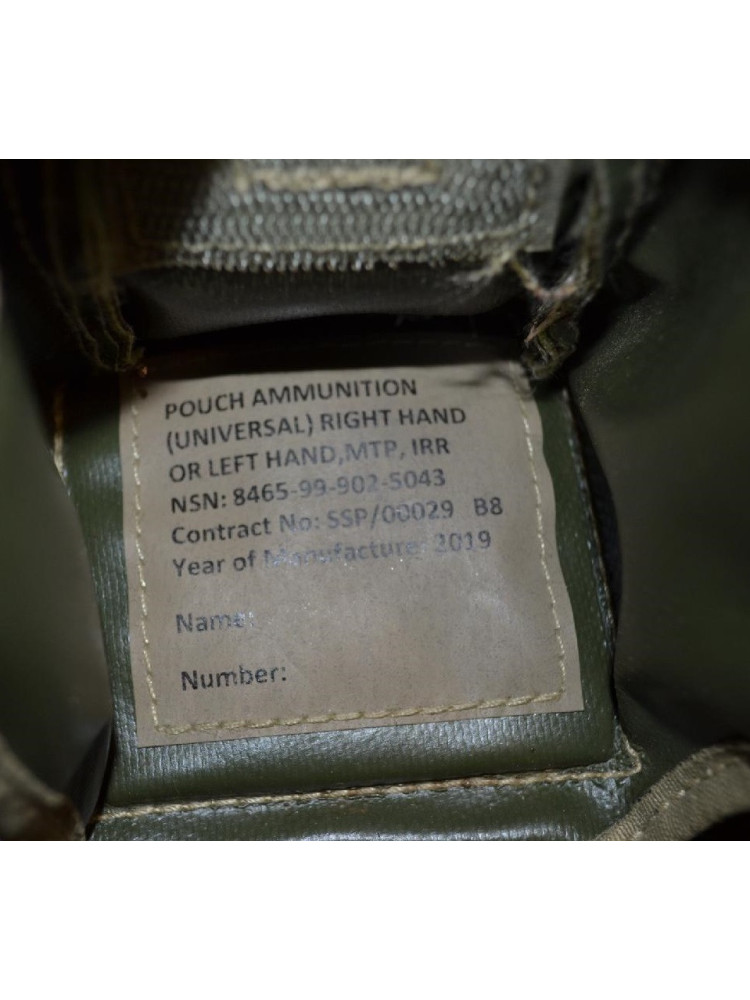 POUCH AMMUNITION
(UNIVERSAL) RIGHT HAND
OR LEFT HAND,MTP, IRR
NSN: 8465-99-902-5043
Contract No: SSP/00029 B8
Year of Manufacture: 2019
Name:
Number: